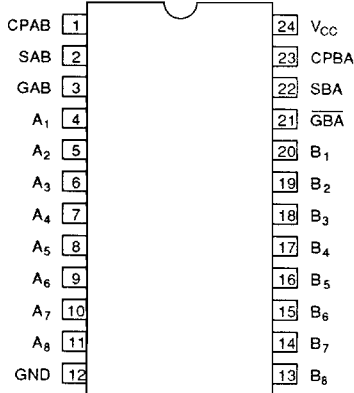 CPAB 1 24 V_CC
SAB 2 23 CPBA
GAB 3 22 SBA
A₁ 4 21 G̅B̅A̅
A₂ 5 20 B₁
A₃ 6 19 B₂
A₄ 7 18 B₃
A₅ 8 17 B₄
A₆ 9 16 B₅
A₇ 10 15 B₆
A₈ 11 14 B₇
GND 12 13 B₈